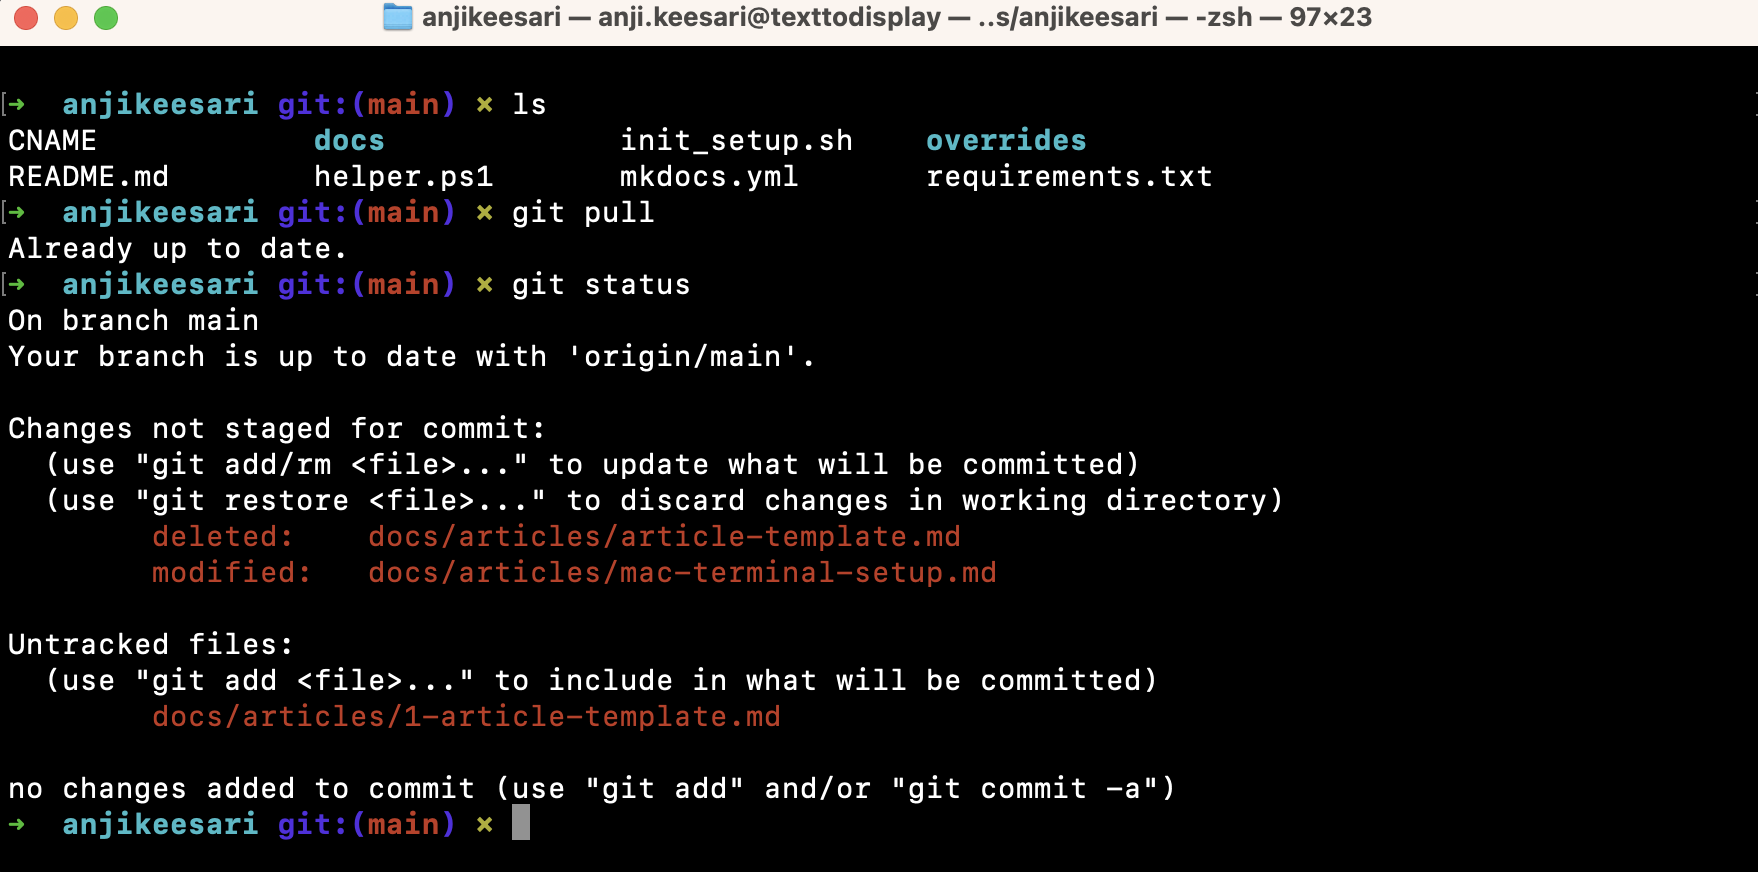 anjikeesari — anji.keesari@texttodisplay — ..s/anjikeesari — -zsh — 97×23
[➜  anjikeesari git:(main) ✗ ls
CNAME            docs             init_setup.sh    overrides
README.md        helper.ps1       mkdocs.yml       requirements.txt
[➜  anjikeesari git:(main) ✗ git pull
Already up to date.
[➜  anjikeesari git:(main) ✗ git status
On branch main
Your branch is up to date with 'origin/main'.
Changes not staged for commit:
  (use "git add/rm <file>..." to update what will be committed)
  (use "git restore <file>..." to discard changes in working directory)
        deleted:    docs/articles/article-template.md
        modified:   docs/articles/mac-terminal-setup.md
Untracked files:
  (use "git add <file>..." to include in what will be committed)
        docs/articles/1-article-template.md
no changes added to commit (use "git add" and/or "git commit -a")
➜  anjikeesari git:(main) ✗